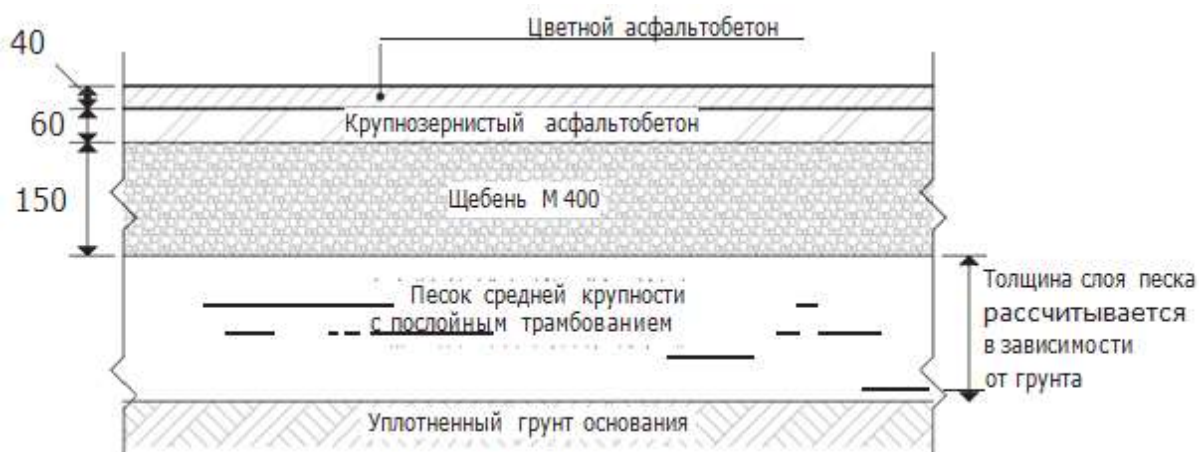 Цветной асфальтобетон
40
60
Крупнозернистый асфальтобетон
150
Щебень М 400
Песок средней крупности
с послойным трамбованием
Толщина слоя песка
рассчитывается
в зависимости
от грунта
Уплотненный грунт основания